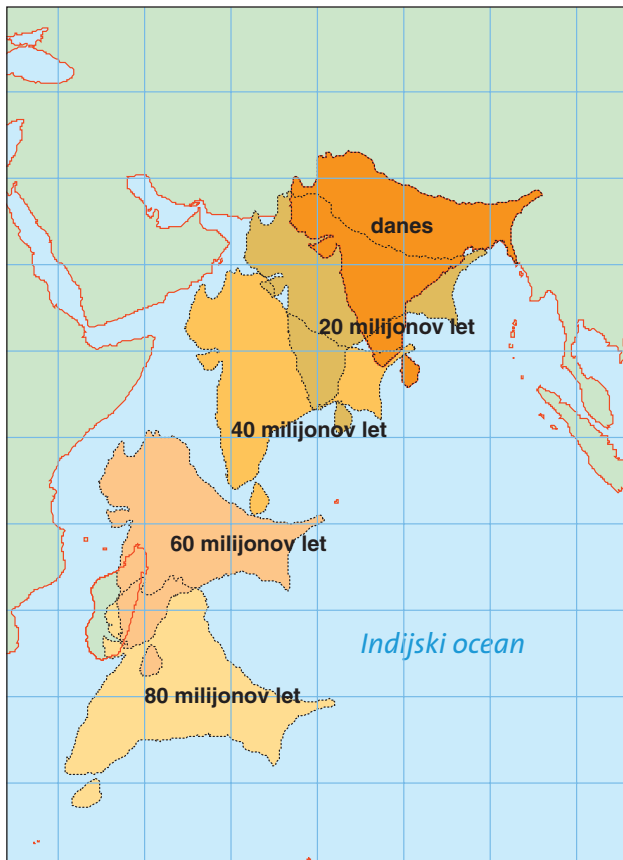 danes
20 milijonov let
40 milijonov let
60 milijonov let
Indijski ocean
80 milijonov let